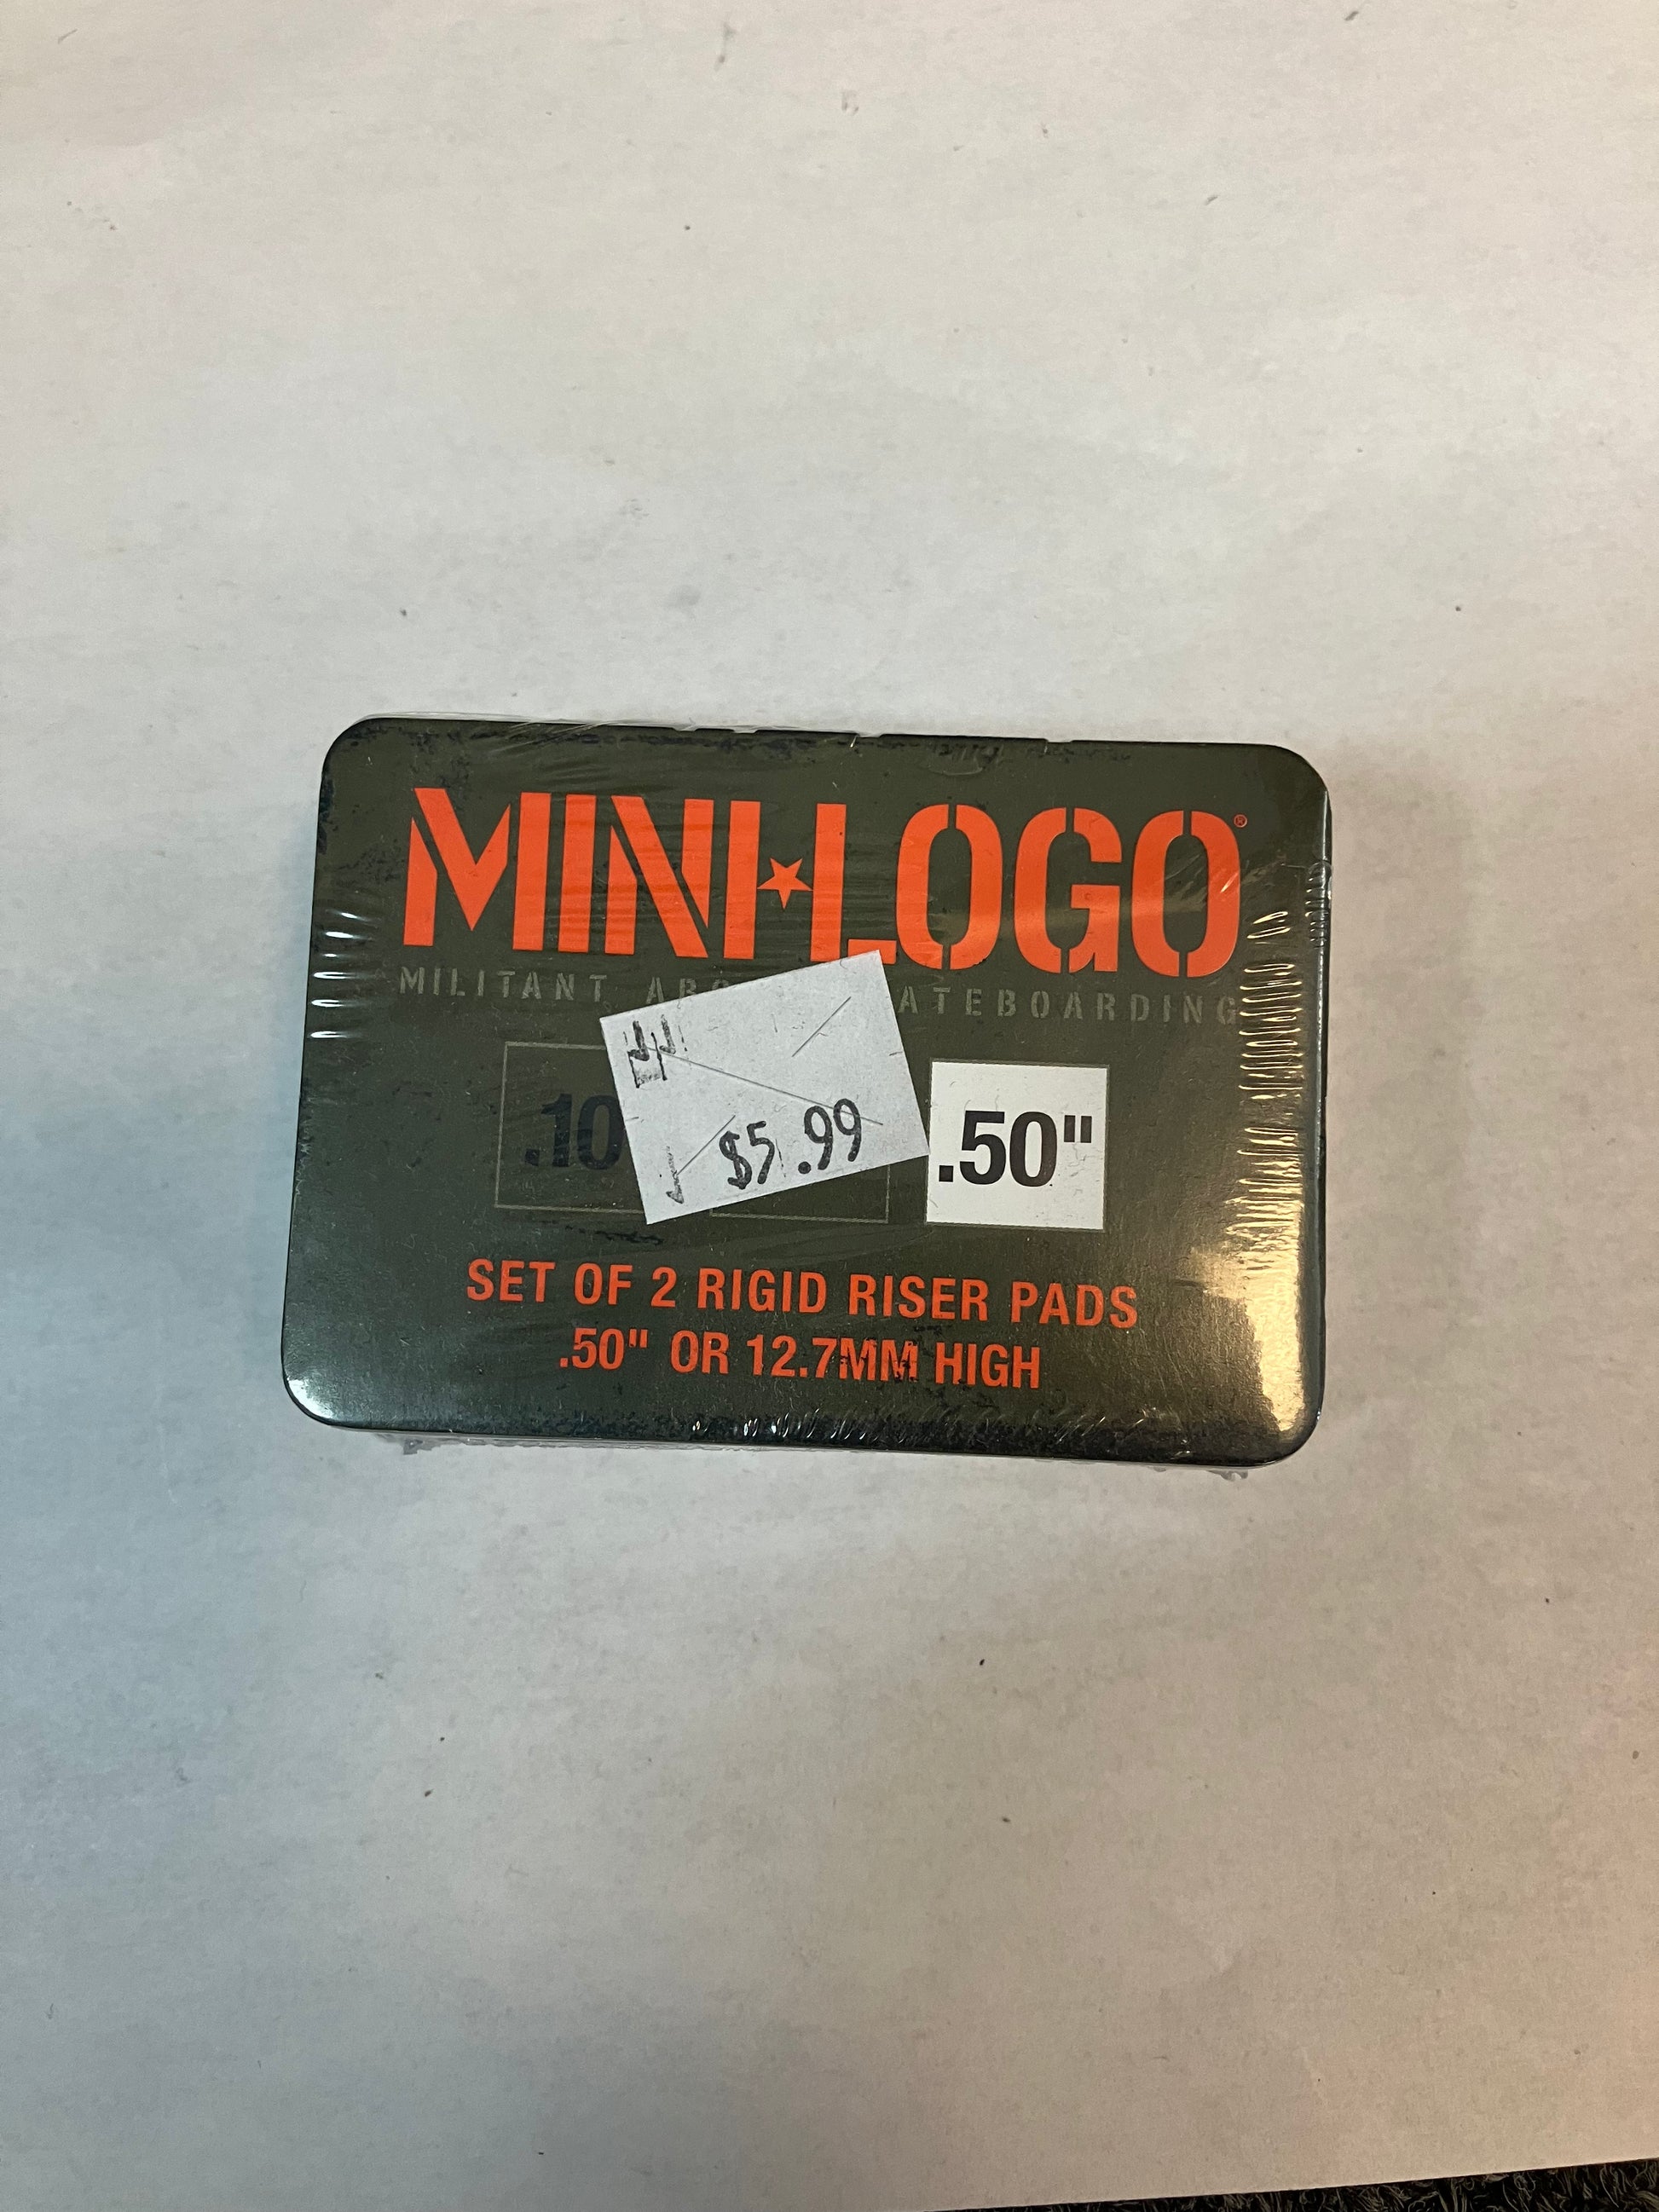 MINI LOGO®
MILITANT ATEBOARDING
.10
$5.99
.50"
SET OF 2 RIGID RISER PADS
.50" OR 12.7MM HIGH